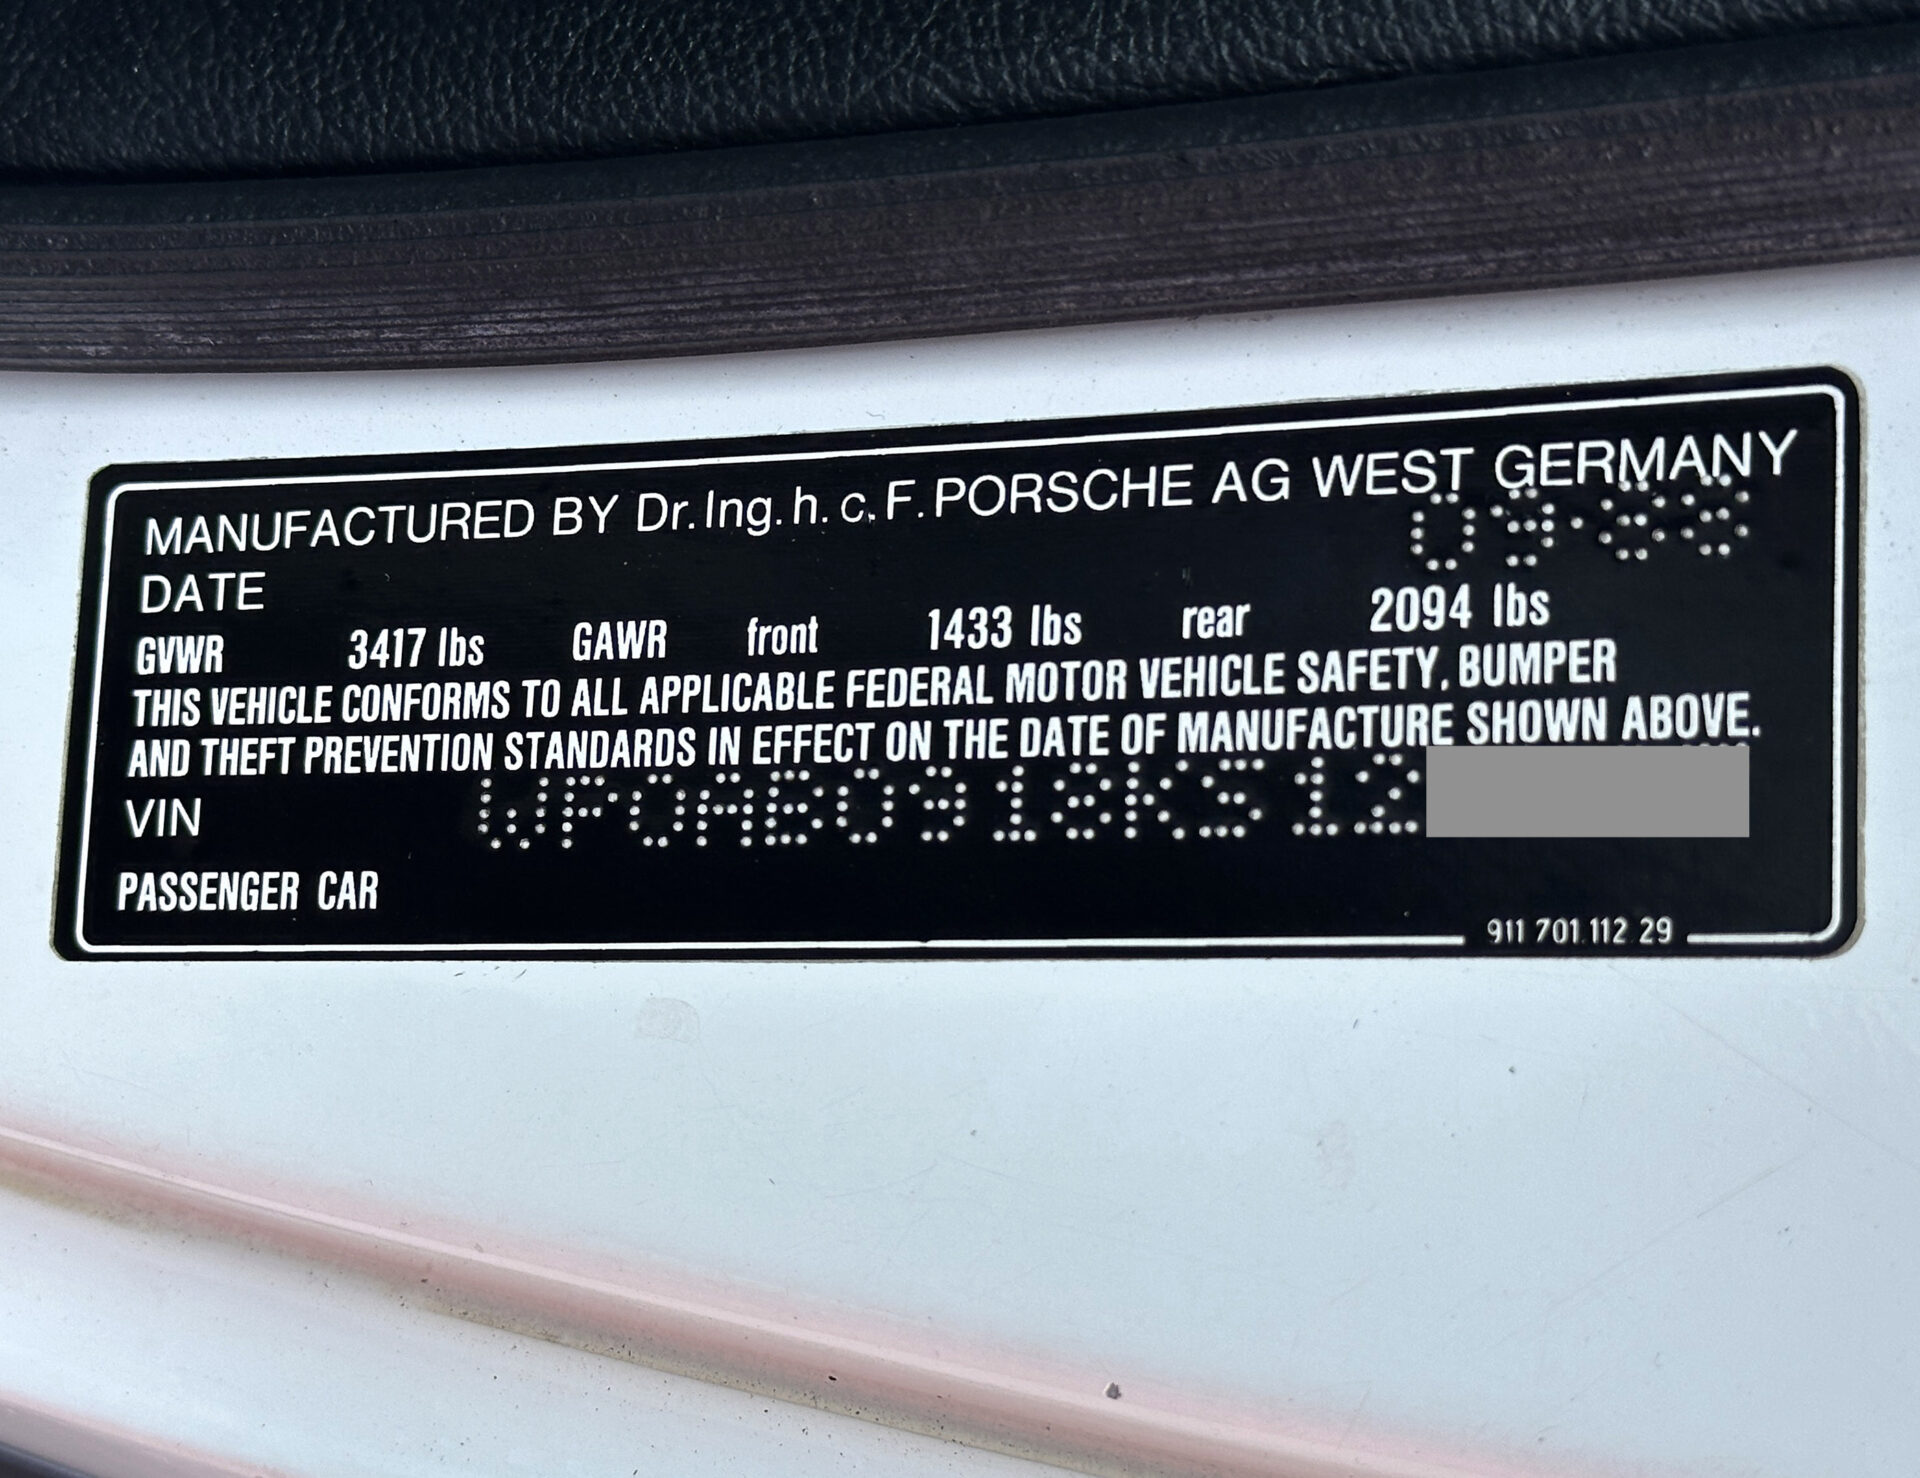 MANUFACTURED BY Dr.Ing.h.c.F.PORSCHE AG WEST GERMANY
DATE 09·88
GVWR 3417 lbs GAWR front 1433 lbs rear 2094 lbs
THIS VEHICLE CONFORMS TO ALL APPLICABLE FEDERAL MOTOR VEHICLE SAFETY, BUMPER
AND THEFT PREVENTION STANDARDS IN EFFECT ON THE DATE OF MANUFACTURE SHOWN ABOVE.
VIN WP0AB0918KS12
PASSENGER CAR
911 701.112 29